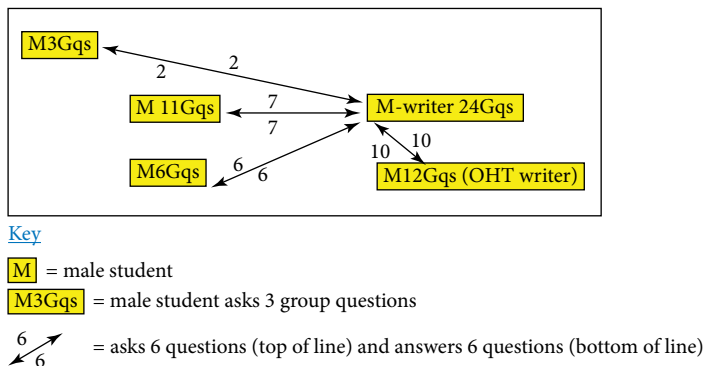 M3Gqs
2
2
M 11Gqs
7
7
M-writer 24Gqs
M6Gqs
6
6
10
10
M12Gqs (OHT writer)
Key
M = male student
M3Gqs = male student asks 3 group questions
6
6
= asks 6 questions (top of line) and answers 6 questions (bottom of line)